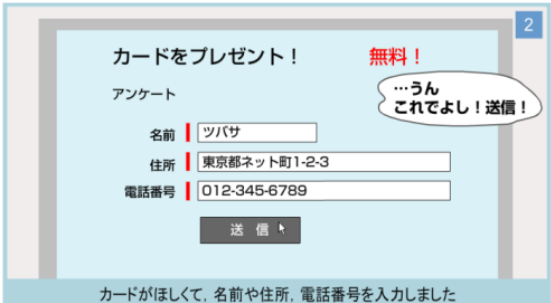 2
カードをプレゼント！ 無料！
…うん
これでよし！送信！
アンケート
名前 ツバサ
住所 東京都ネット町1-2-3
電話番号 012-345-6789
送 信
カードがほしくて，名前や住所，電話番号を入力しました